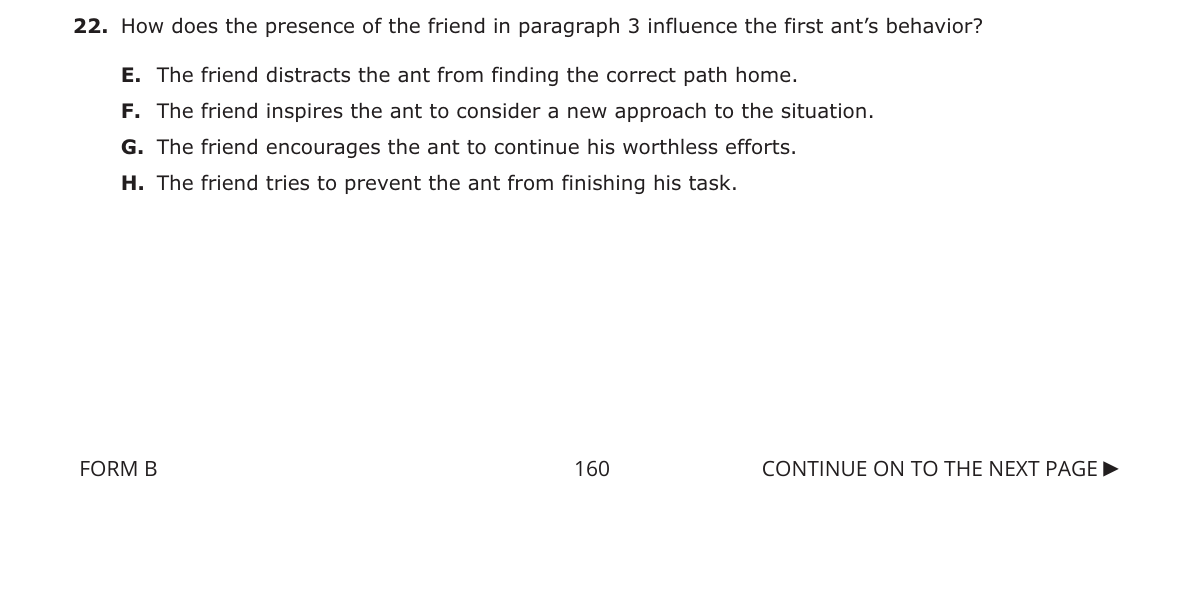 22. How does the presence of the friend in paragraph 3 influence the first ant’s behavior?
E. The friend distracts the ant from finding the correct path home.
F. The friend inspires the ant to consider a new approach to the situation.
G. The friend encourages the ant to continue his worthless efforts.
H. The friend tries to prevent the ant from finishing his task.
FORM B 160 CONTINUE ON TO THE NEXT PAGE ▶